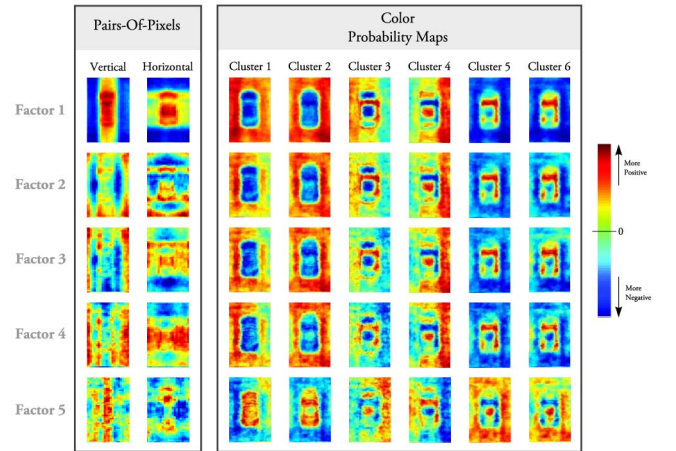 Pairs-Of-Pixels
Color
Probability Maps
Vertical Horizontal
Cluster 1 Cluster 2 Cluster 3 Cluster 4 Cluster 5 Cluster 6
Factor 1
Factor 2
Factor 3
Factor 4
Factor 5
More
Positive
0
More
Negative